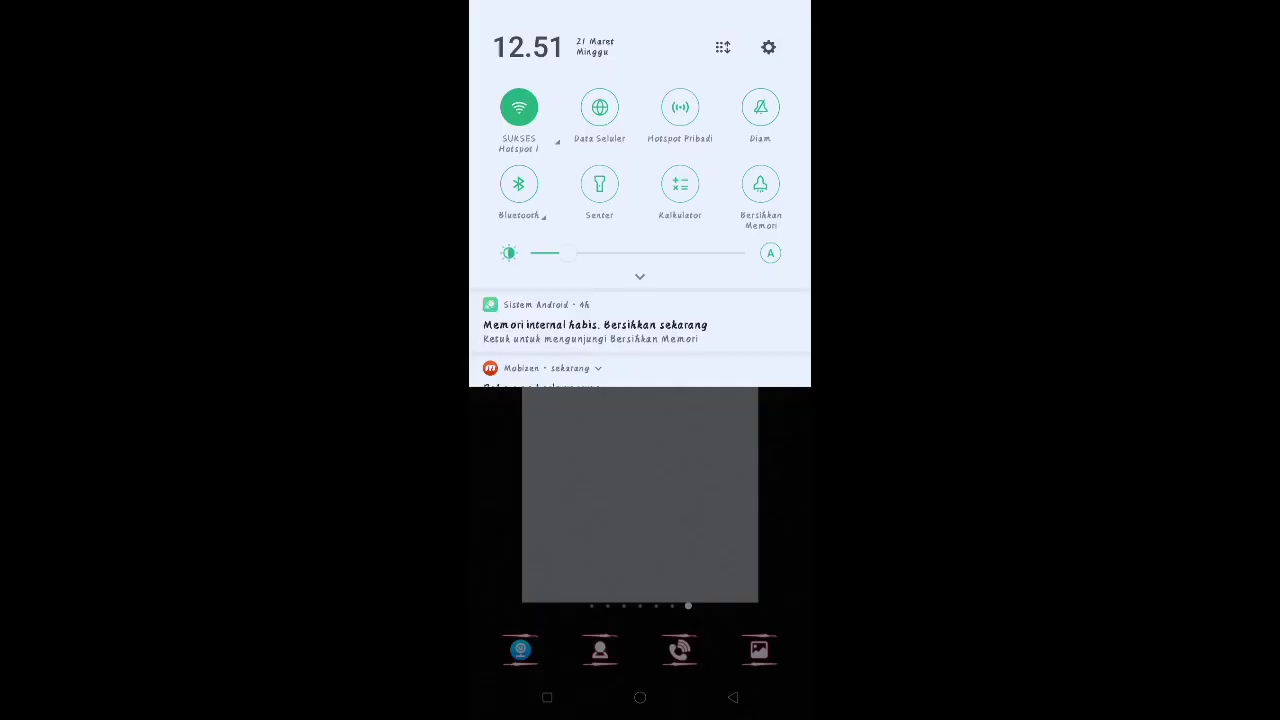 12.51
21 Maret
Minggu
SUKSES
Hotspot 1
Data Seluler
Hotspot Pribadi
Diam
Bluetooth
Senter
Kalkulator
Bersihkan
Memori
A
Sistem Android • 4h
Memori internal habis. Bersihkan sekarang
Ketuk untuk mengunjungi Bersihkan Memori
m
Mobizen • sekarang